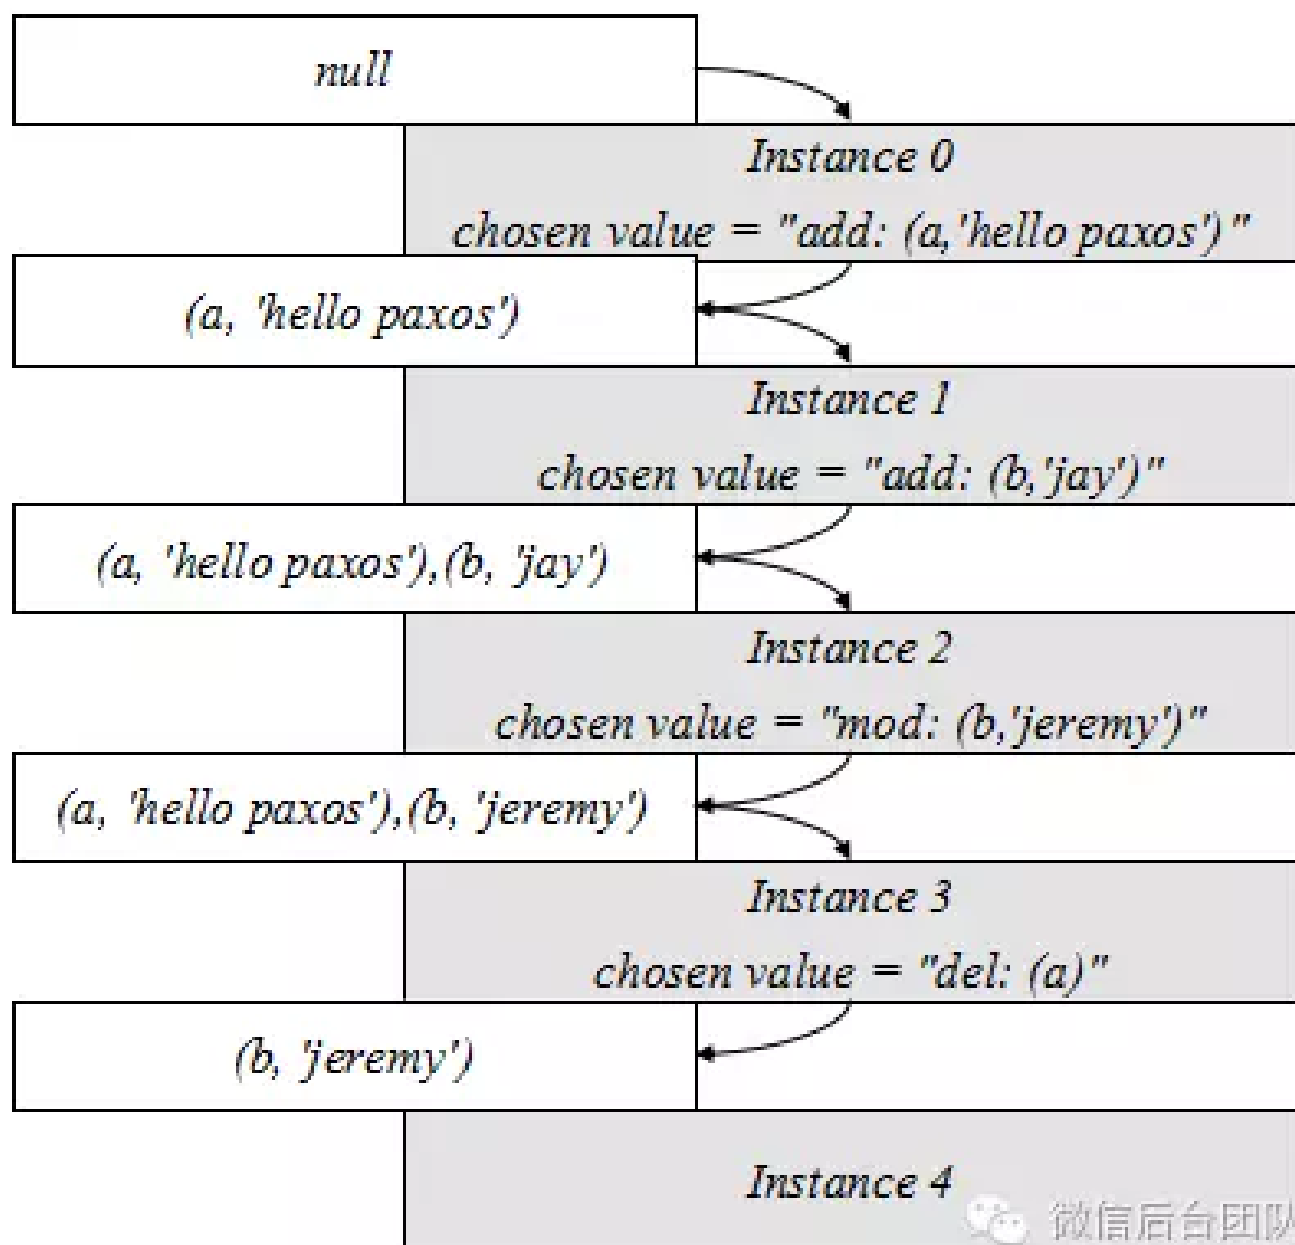 null
Instance 0
chosen value = "add: (a,'hello paxos')"
(a, 'hello paxos')
Instance 1
chosen value = "add: (b,'jay')"
(a, 'hello paxos'),(b, 'jay')
Instance 2
chosen value = "mod: (b,'jeremy')"
(a, 'hello paxos'),(b, 'jeremy')
Instance 3
chosen value = "del: (a)"
(b, 'jeremy')
Instance 4
微信后台团队